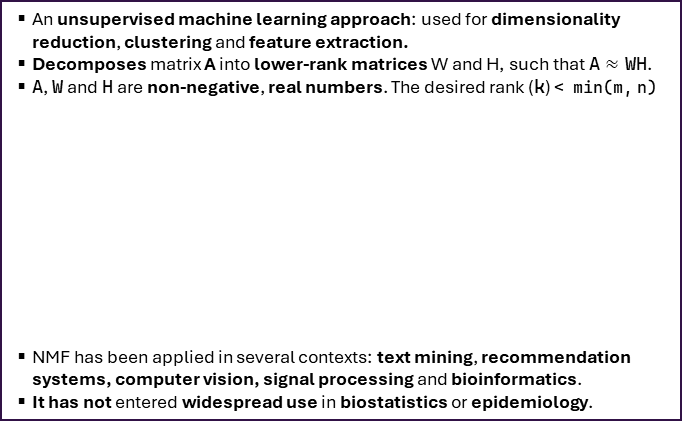 ▪ An unsupervised machine learning approach: used for dimensionality
reduction, clustering and feature extraction.
▪ Decomposes matrix A into lower-rank matrices W and H, such that A ≈ WH.
▪ A, W and H are non-negative, real numbers. The desired rank (k) < min(m, n)
▪ NMF has been applied in several contexts: text mining, recommendation
systems, computer vision, signal processing and bioinformatics.
▪ It has not entered widespread use in biostatistics or epidemiology.